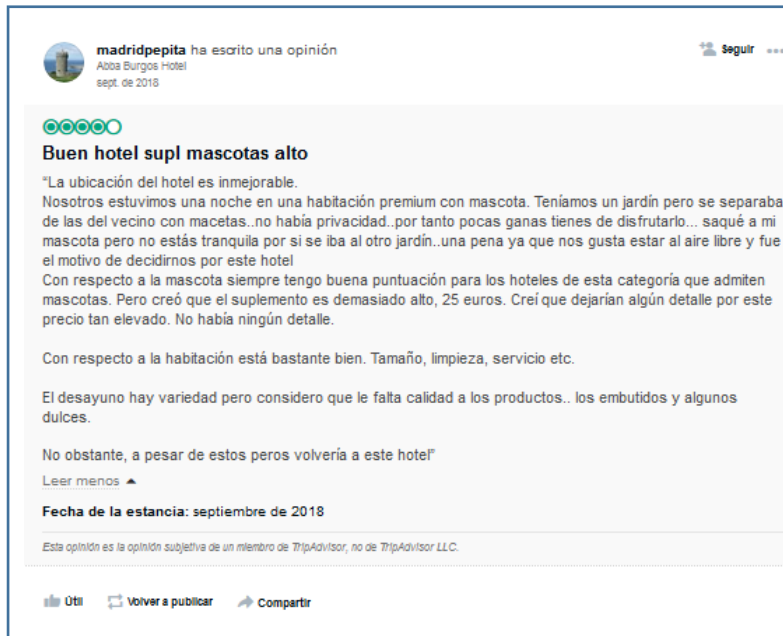 madridpepita ha escrito una opinión
Seguir
Abba Burgos Hotel
sept. de 2018
Buen hotel supl mascotas alto
“La ubicación del hotel es inmejorable.
Nosotros estuvimos una noche en una habitación premium con mascota. Teníamos un jardín pero se separaba
de las del vecino con macetas..no había privacidad..por tanto pocas ganas tienes de disfrutarlo... saqué a mi
mascota pero no estás tranquila por si se iba al otro jardín..una pena ya que nos gusta estar al aire libre y fue
el motivo de decidirnos por este hotel
Con respecto a la mascota siempre tengo buena puntuación para los hoteles de esta categoría que admiten
mascotas. Pero creó que el suplemento es demasiado alto, 25 euros. Creí que dejarían algún detalle por este
precio tan elevado. No había ningún detalle.
Con respecto a la habitación está bastante bien. Tamaño, limpieza, servicio etc.
El desayuno hay variedad pero considero que le falta calidad a los productos.. los embutidos y algunos
dulces.
No obstante, a pesar de estos peros volvería a este hotel”
Leer menos
Fecha de la estancia: septiembre de 2018
Esta opinión es la opinión subjetiva de un miembro de TripAdvisor, no de TripAdvisor LLC.
Útil Volver a publicar Compartir